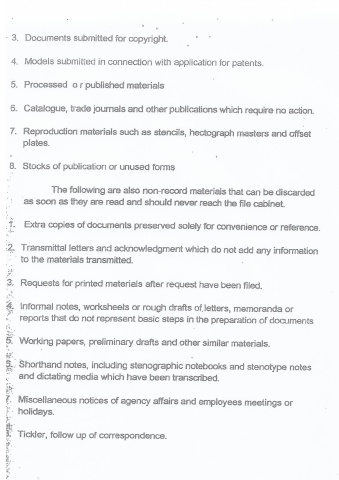 3. Documents submitted for copyright.
4. Models submitted in connection with application for patents.
5. Processed o r published materials
6. Catalogue, trade journals and other publications which require no action.
7. Reproduction materials such as stencils, hectograph masters and offset
plates.
8. Stocks of publication or unused forms
The following are also non-record materials that can be discarded
as soon as they are read and should never reach the file cabinet.
1. Extra copies of documents preserved solely for convenience or reference.
2. Transmittal letters and acknowledgment which do not add any information
to the materials transmitted.
3. Requests for printed materials after request have been filed.
4. Informal notes, worksheets or rough drafts of letters, memoranda or
reports that do not represent basic steps in the preparation of documents
5. Working papers, preliminary drafts and other similar materials.
Shorthand notes, including stenographic notebooks and stenotype notes
and dictating media which have been transcribed.
Miscellaneous notices of agency affairs and employees meetings or
holidays.
Tickler, follow up of correspondence.